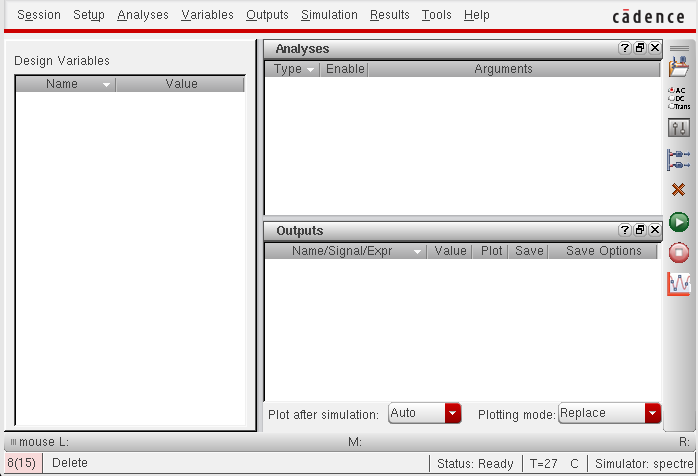 Session Setup Analyses Variables Outputs Simulation Results Tools Help cādence
Design Variables
Name Value
Analyses
Type Enable Arguments
AC
DC
Trans
Outputs
Name/Signal/Expr Value Plot Save Save Options
Plot after simulation: Auto Plotting mode: Replace
mouse L: M: R:
8(15) Delete Status: Ready T=27 C Simulator: spectre